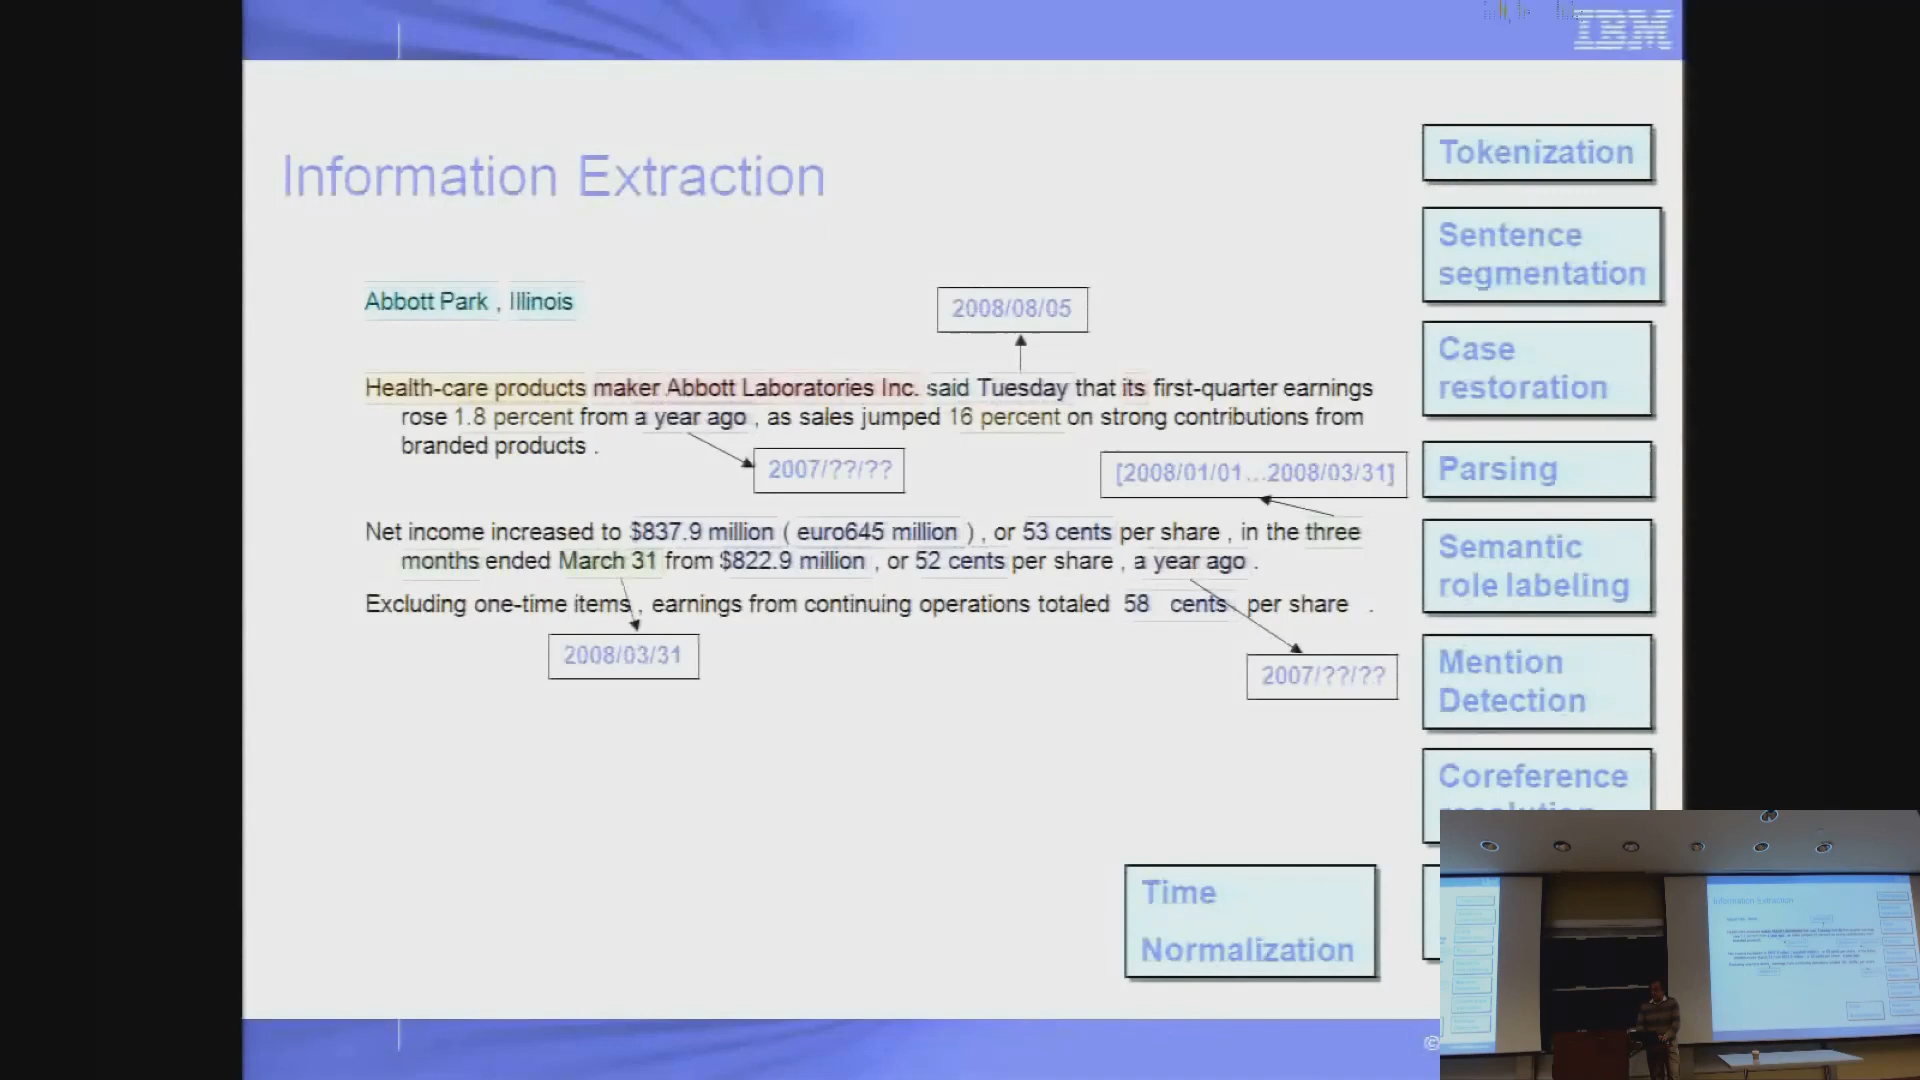 IBM
Information Extraction
Abbott Park , Illinois
2008/08/05
Health-care products maker Abbott Laboratories Inc. said Tuesday that its first-quarter earnings
rose 1.8 percent from a year ago , as sales jumped 16 percent on strong contributions from
branded products .
2007/??/??
[2008/01/01...2008/03/31]
Net income increased to $837.9 million ( euro645 million ) , or 53 cents per share , in the three
months ended March 31 from $822.9 million , or 52 cents per share , a year ago .
Excluding one-time items , earnings from continuing operations totaled 58 cents per share .
2008/03/31
2007/??/??
Tokenization
Sentence
segmentation
Case
restoration
Parsing
Semantic
role labeling
Mention
Detection
Coreference
Time
Normalization
©
Information Extraction